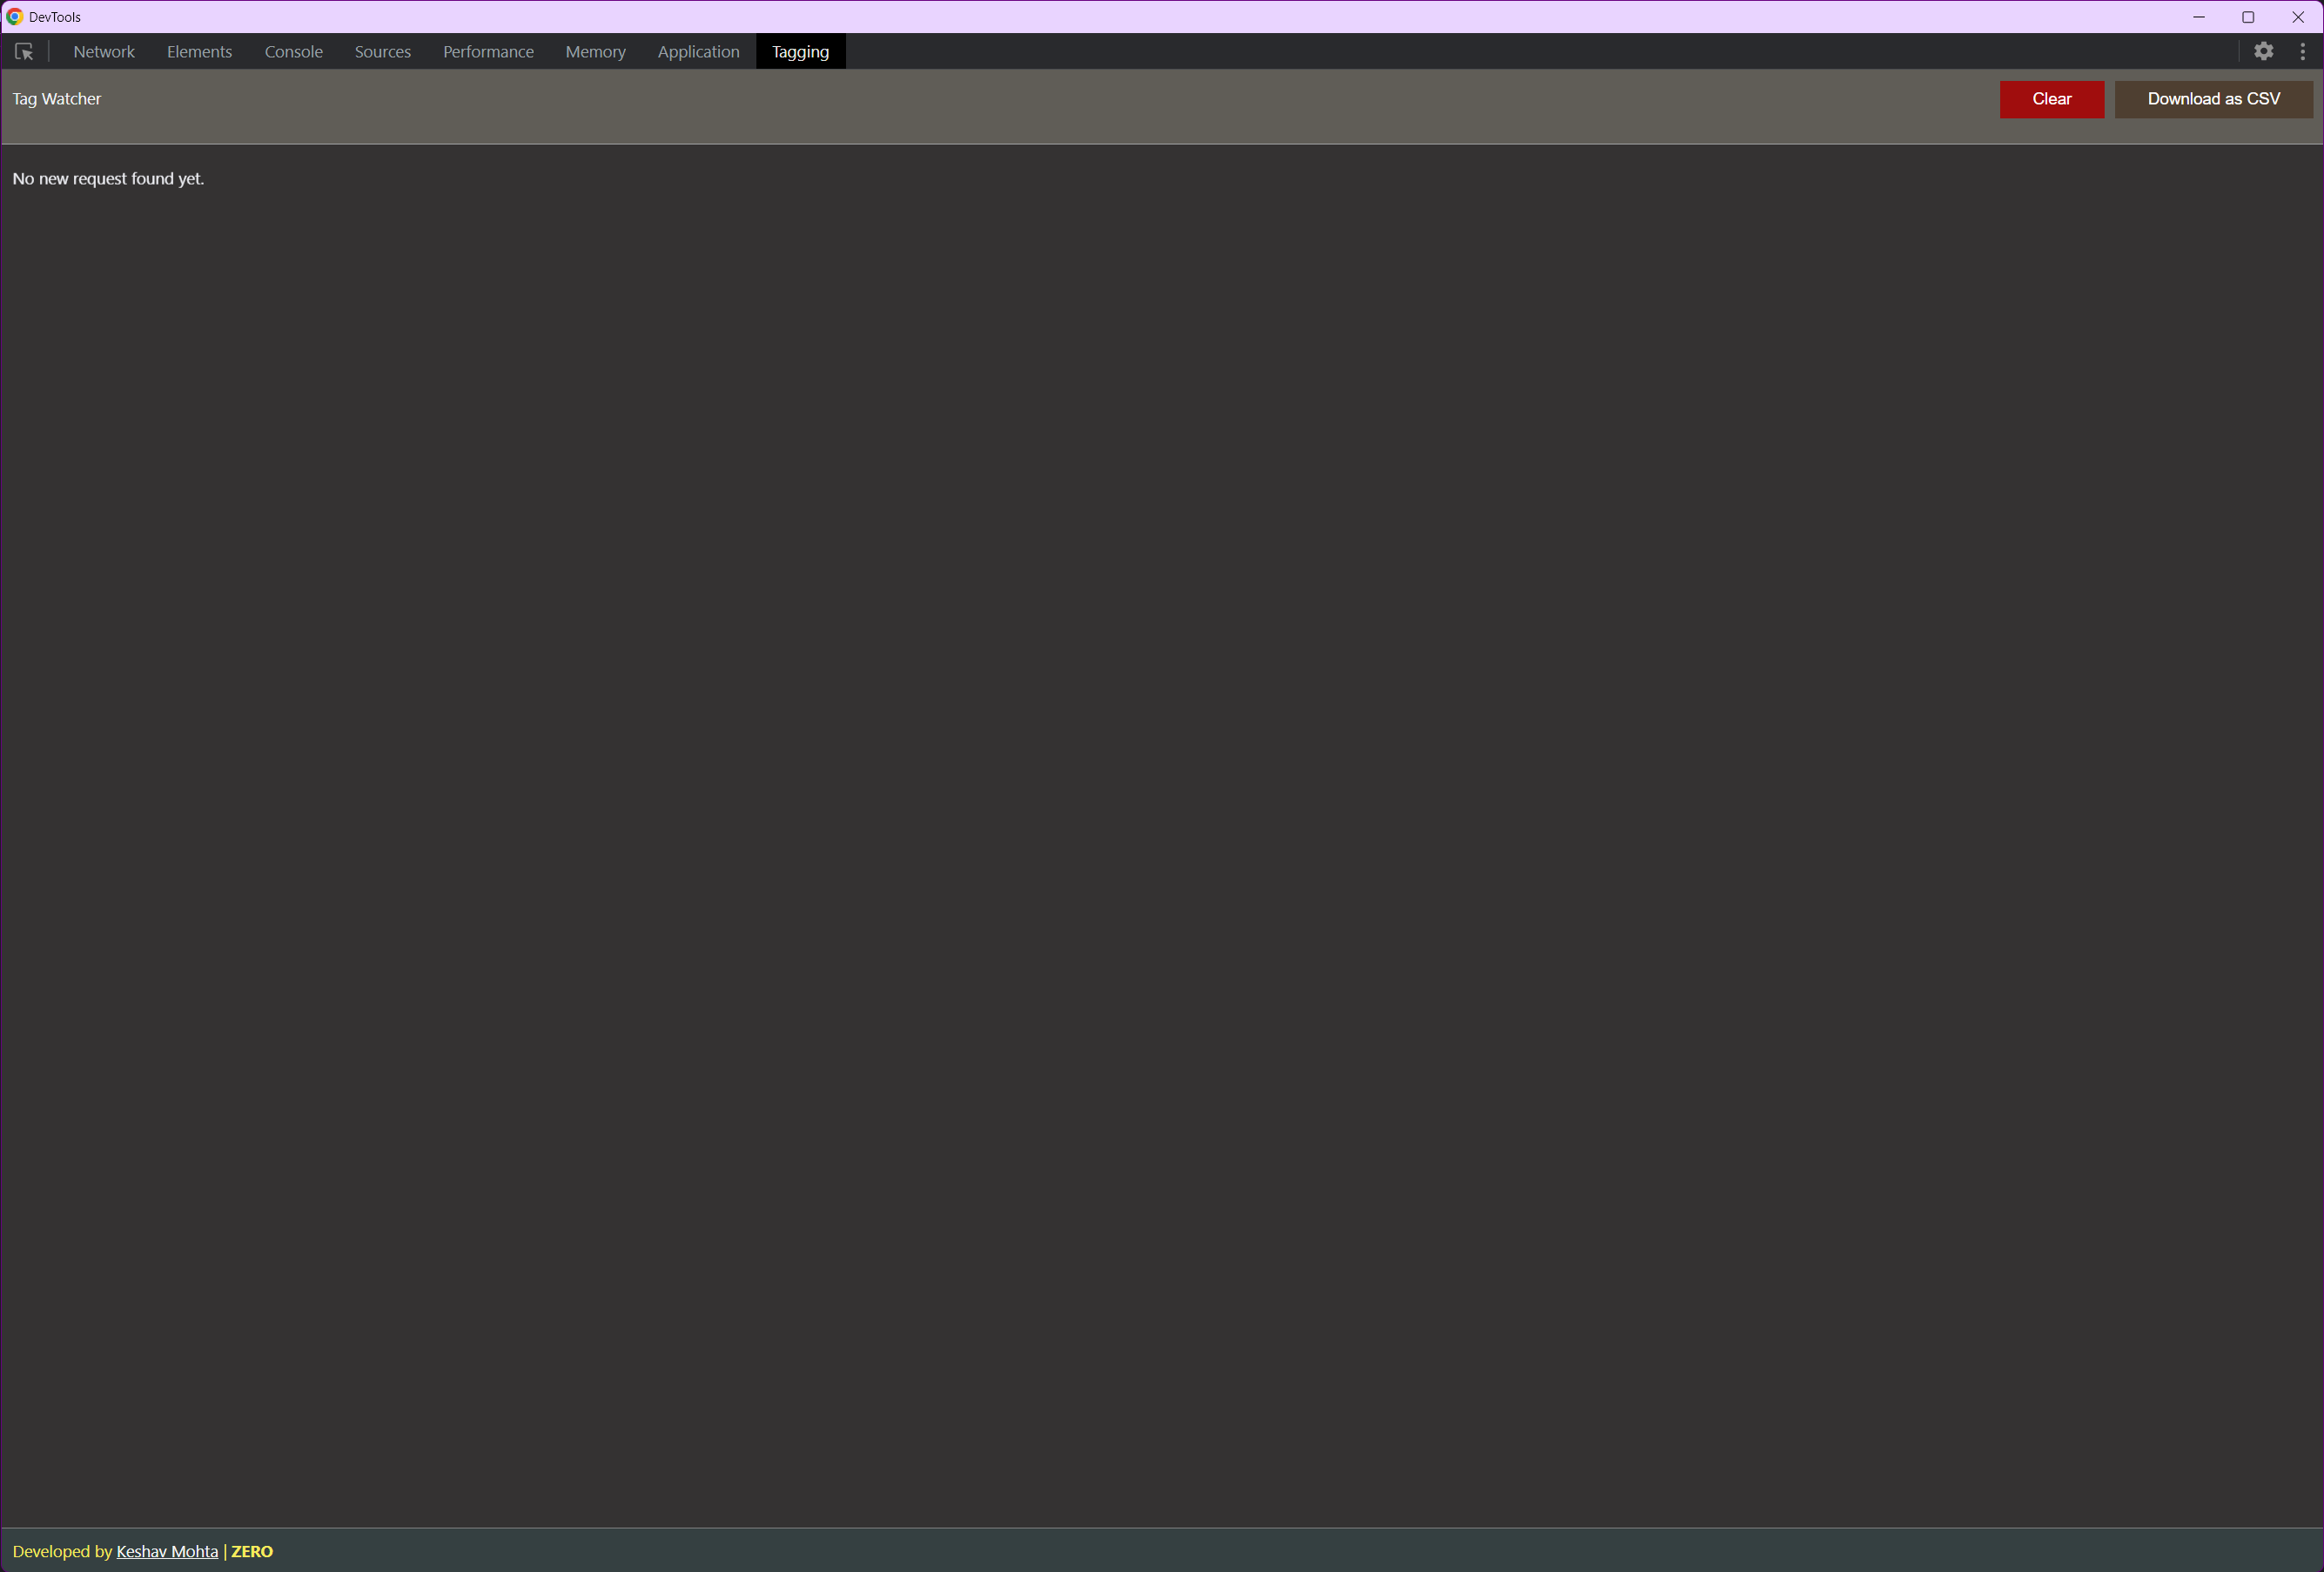 DevTools
Network Elements Console Sources Performance Memory Application Tagging
Tag Watcher Clear Download as CSV
No new request found yet.
Developed by Keshav Mohta | ZERO